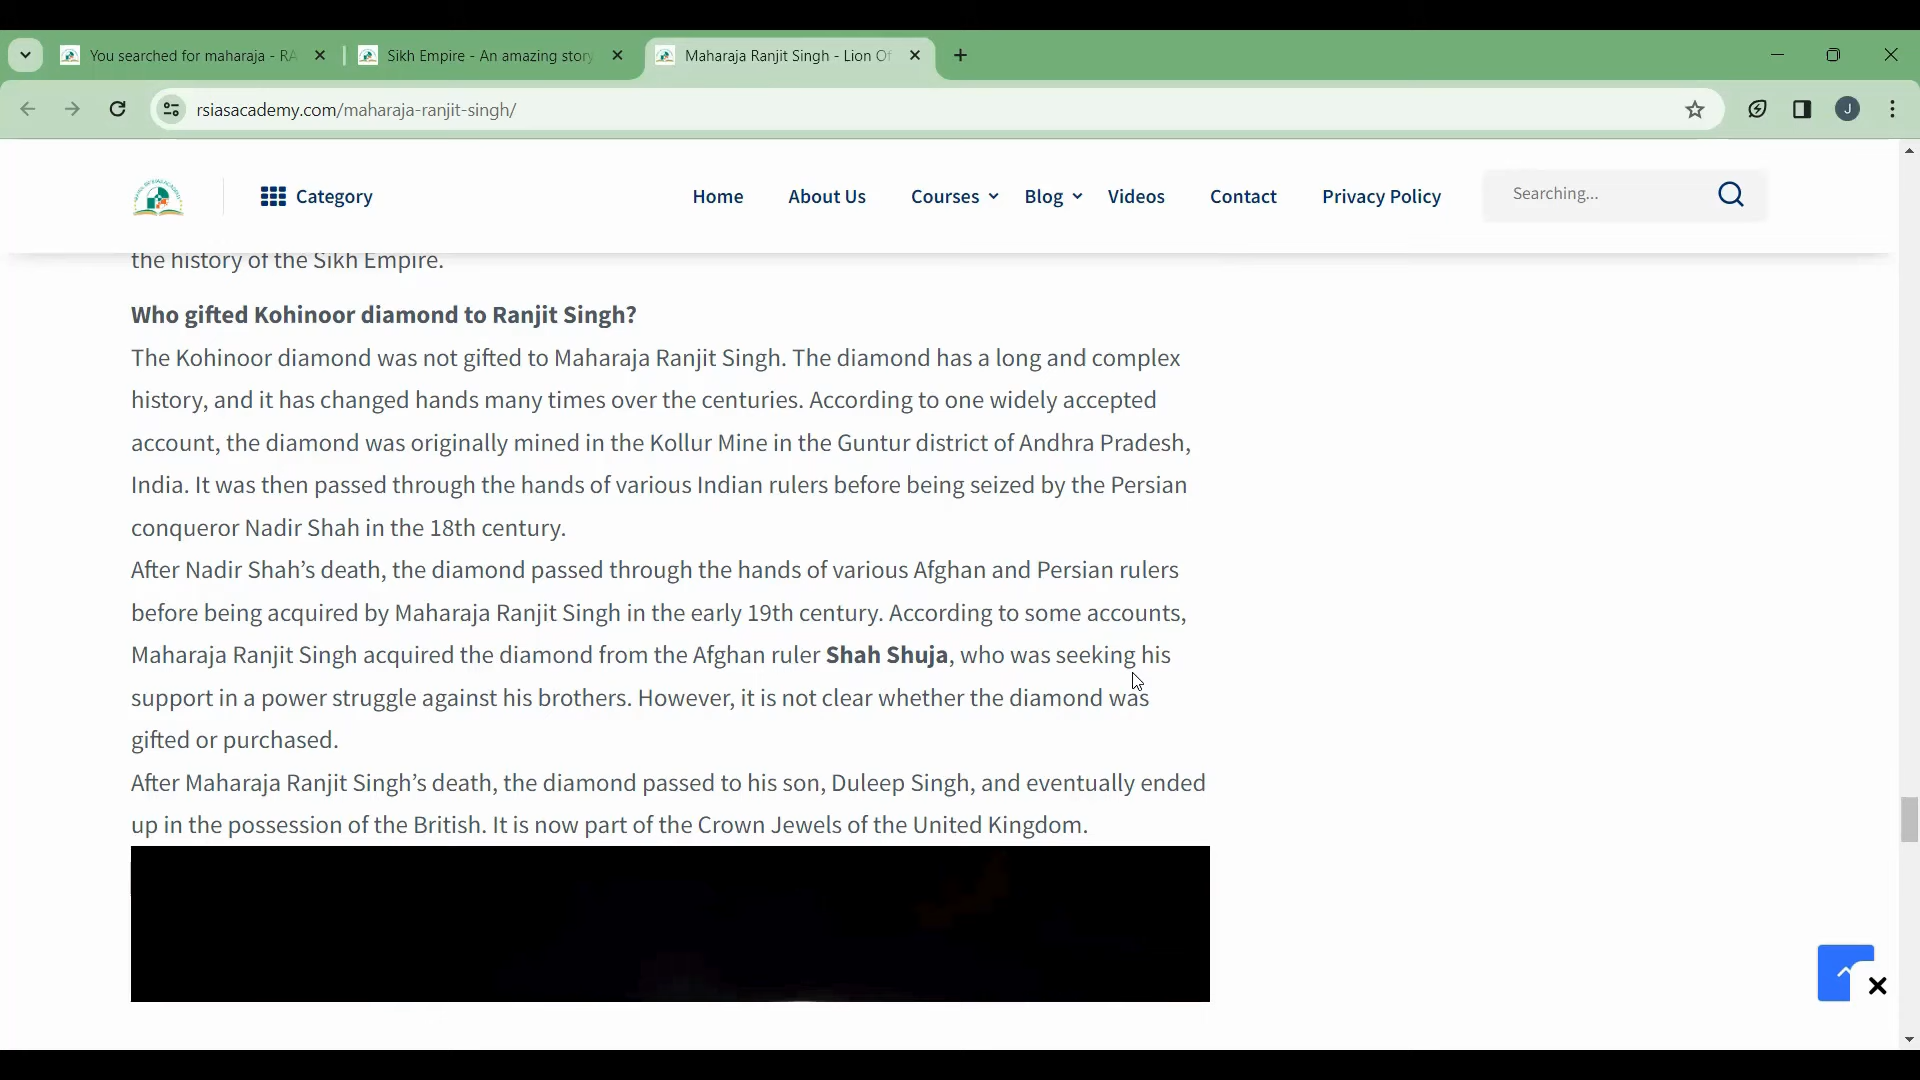 You searched for maharaja - RA
Sikh Empire - An amazing story
Maharaja Ranjit Singh - Lion Of
rsiasacademy.com/maharaja-ranjit-singh/
J
Category
Home
About Us
Courses
Blog
Videos
Contact
Privacy Policy
Searching...
the history of the Sikh Empire.
Who gifted Kohinoor diamond to Ranjit Singh?
The Kohinoor diamond was not gifted to Maharaja Ranjit Singh. The diamond has a long and complex
history, and it has changed hands many times over the centuries. According to one widely accepted
account, the diamond was originally mined in the Kollur Mine in the Guntur district of Andhra Pradesh,
India. It was then passed through the hands of various Indian rulers before being seized by the Persian
conqueror Nadir Shah in the 18th century.
After Nadir Shah’s death, the diamond passed through the hands of various Afghan and Persian rulers
before being acquired by Maharaja Ranjit Singh in the early 19th century. According to some accounts,
Maharaja Ranjit Singh acquired the diamond from the Afghan ruler Shah Shuja, who was seeking his
support in a power struggle against his brothers. However, it is not clear whether the diamond was
gifted or purchased.
After Maharaja Ranjit Singh’s death, the diamond passed to his son, Duleep Singh, and eventually ended
up in the possession of the British. It is now part of the Crown Jewels of the United Kingdom.